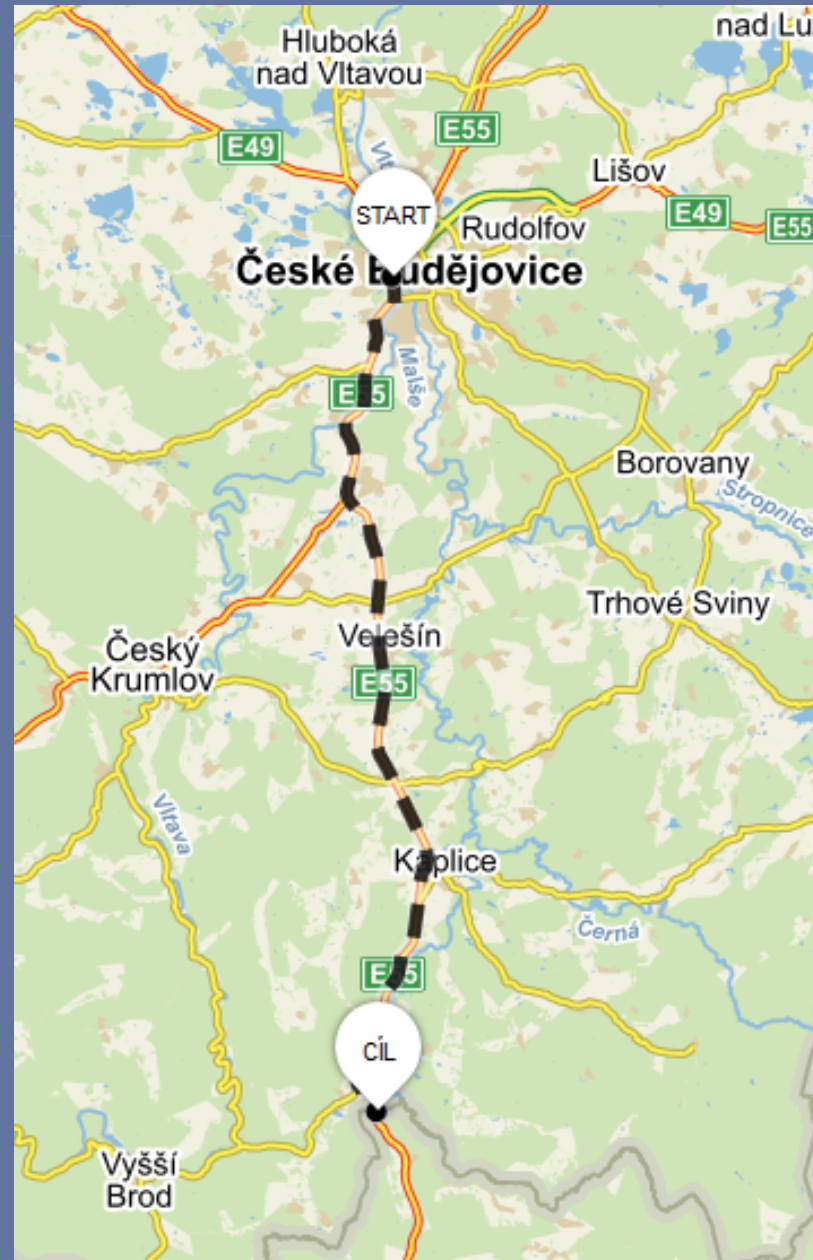 nad Lu
Hluboká
nad Vltavou
E55
E49
Vlt
Lišov
START
E49
Rudolfov
E55
České Budějovice
Malše
E55
Borovany
Stropnice
Trhové Sviny
Velešín
Český
Krumlov
E55
Vltava
Kaplice
Černá
E55
CÍL
Vyšší
Brod